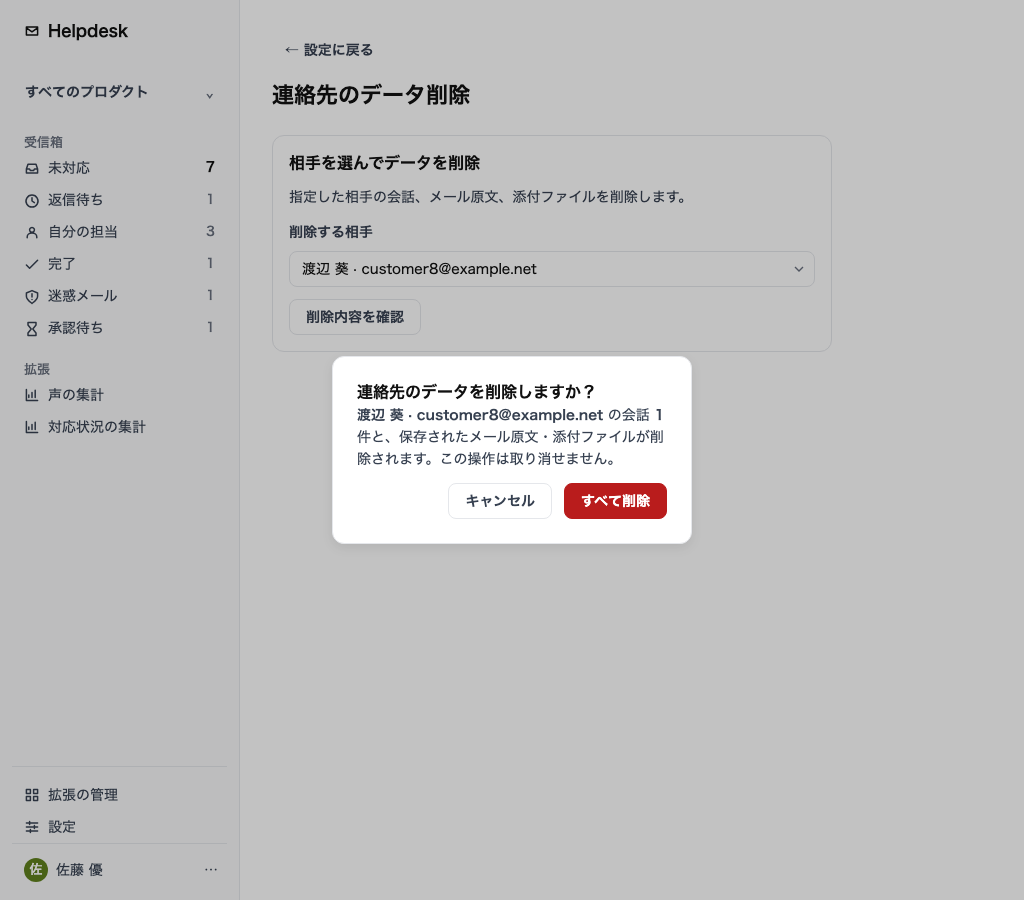 Helpdesk
すべてのプロダクト
受信箱
未対応 7
返信待ち 1
自分の担当 3
完了 1
迷惑メール 1
承認待ち 1
拡張
声の集計
対応状況の集計
拡張の管理
設定
佐 佐藤 優 …
← 設定に戻る
連絡先のデータ削除
相手を選んでデータを削除
指定した相手の会話、メール原文、添付ファイルを削除します。
削除する相手
渡辺 葵 · customer8@example.net
削除内容を確認
連絡先のデータを削除しますか？
渡辺 葵 · customer8@example.net の会話 1
件と、保存されたメール原文・添付ファイルが削
除されます。この操作は取り消せません。
キャンセル
すべて削除